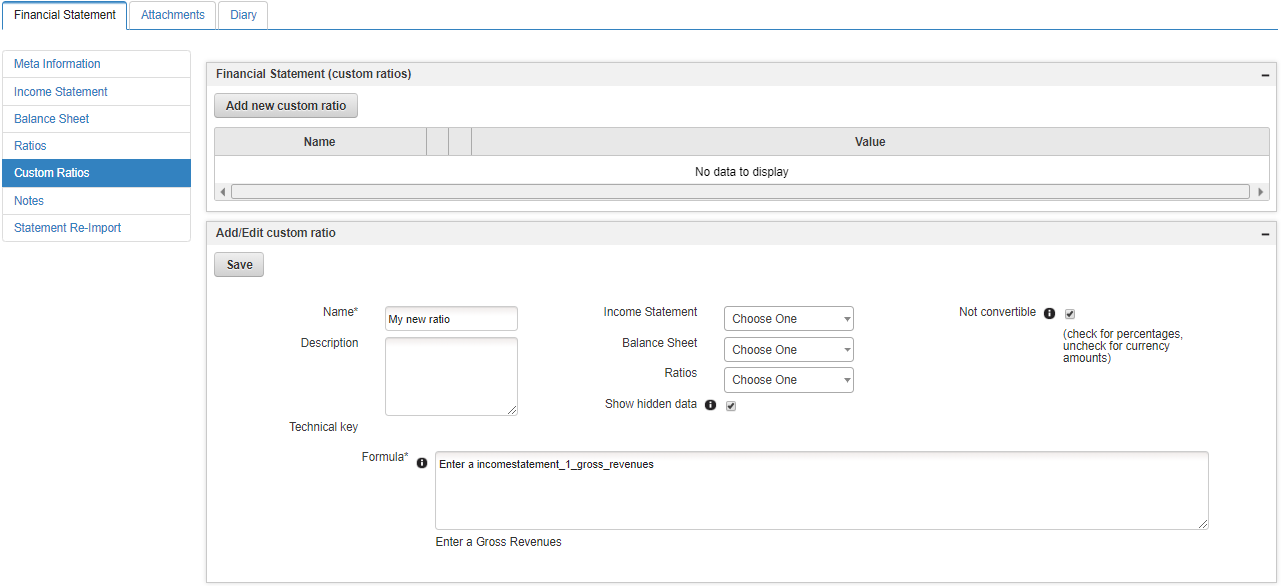 Financial Statement
Attachments
Diary
Meta Information
Income Statement
Balance Sheet
Ratios
Custom Ratios
Notes
Statement Re-Import
Financial Statement (custom ratios)
Add new custom ratio
Name
Value
No data to display
Add/Edit custom ratio
Save
Name*
My new ratio
Description
Technical key
Income Statement
Choose One
Balance Sheet
Choose One
Ratios
Choose One
Show hidden data
Not convertible
(check for percentages,
uncheck for currency
amounts)
Formula*
Enter a incomestatement_1_gross_revenues
Enter a Gross Revenues